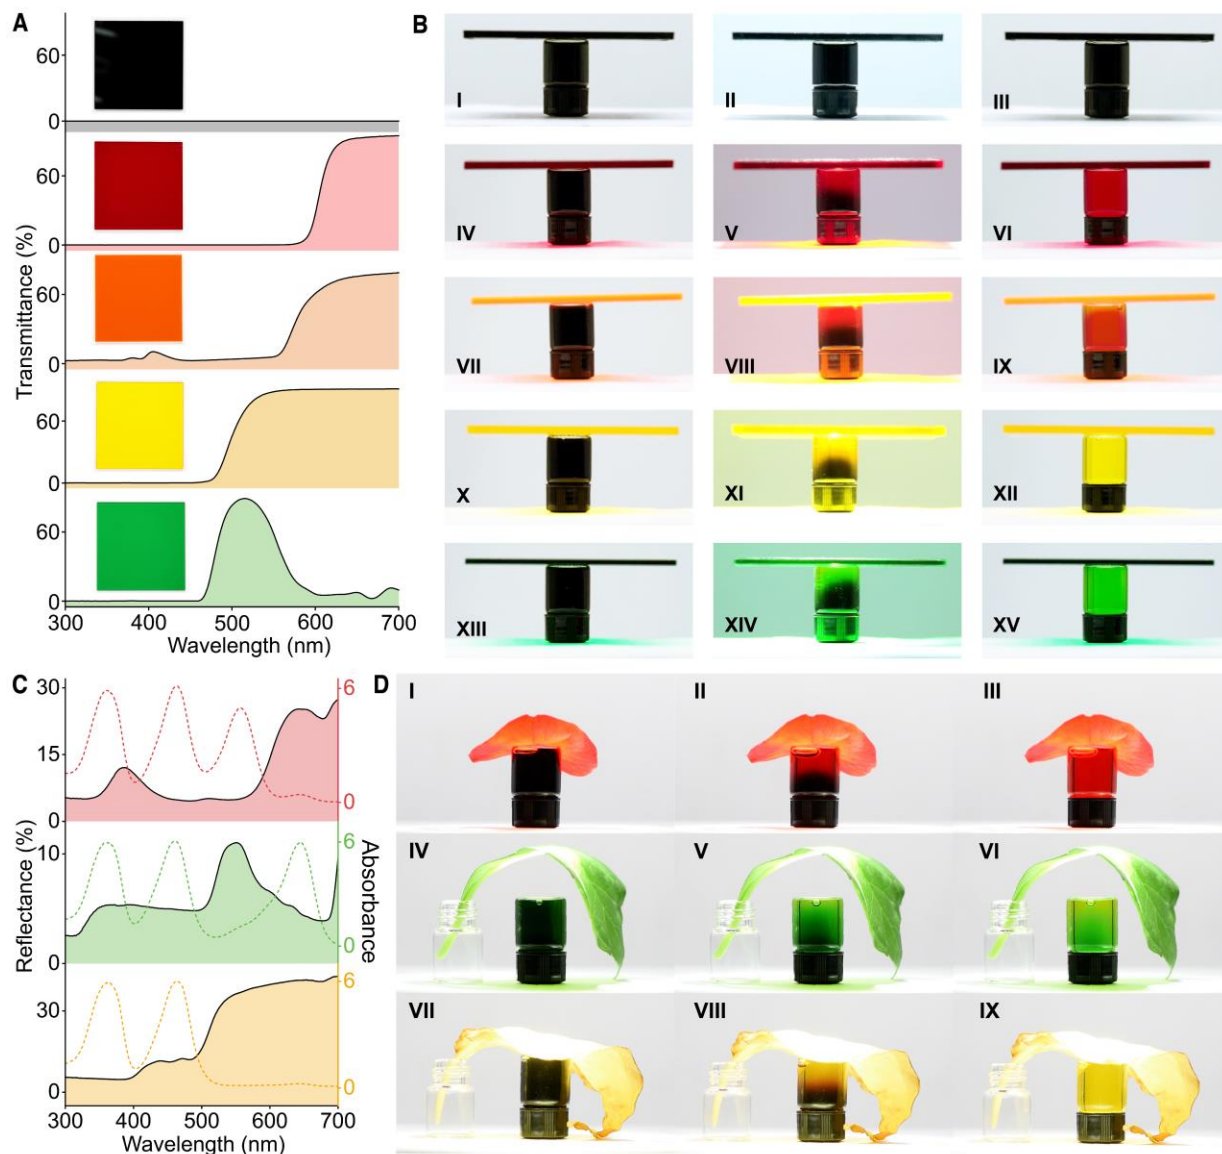 A
60
0
60
0
60
0
60
0
60
0
300 400 500 600 700
Transmittance (%)
Wavelength (nm)
B
I II III
IV V VI
VII VIII IX
X XI XII
XIII XIV XV
C
30
15
0
6
0
10
0
6
0
30
0
6
0
300 400 500 600 700
Reflectance (%)
Absorbance
Wavelength (nm)
D
I II III
IV V VI
VII VIII IX